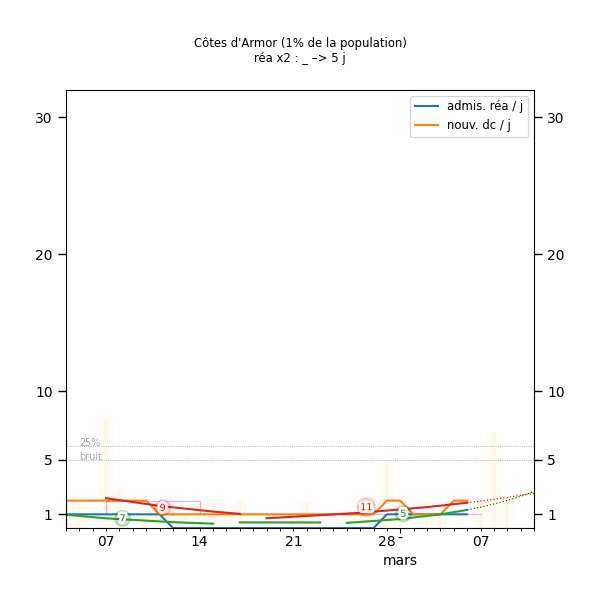 Côtes d'Armor (1% de la population)
réa x2 : _ –> 5 j
admis. réa / j
nouv. dc / j
30 30
20 20
10 10
25%
bruit
5 5
9
11
7
5
1 1
07 14 21 28 07
mars